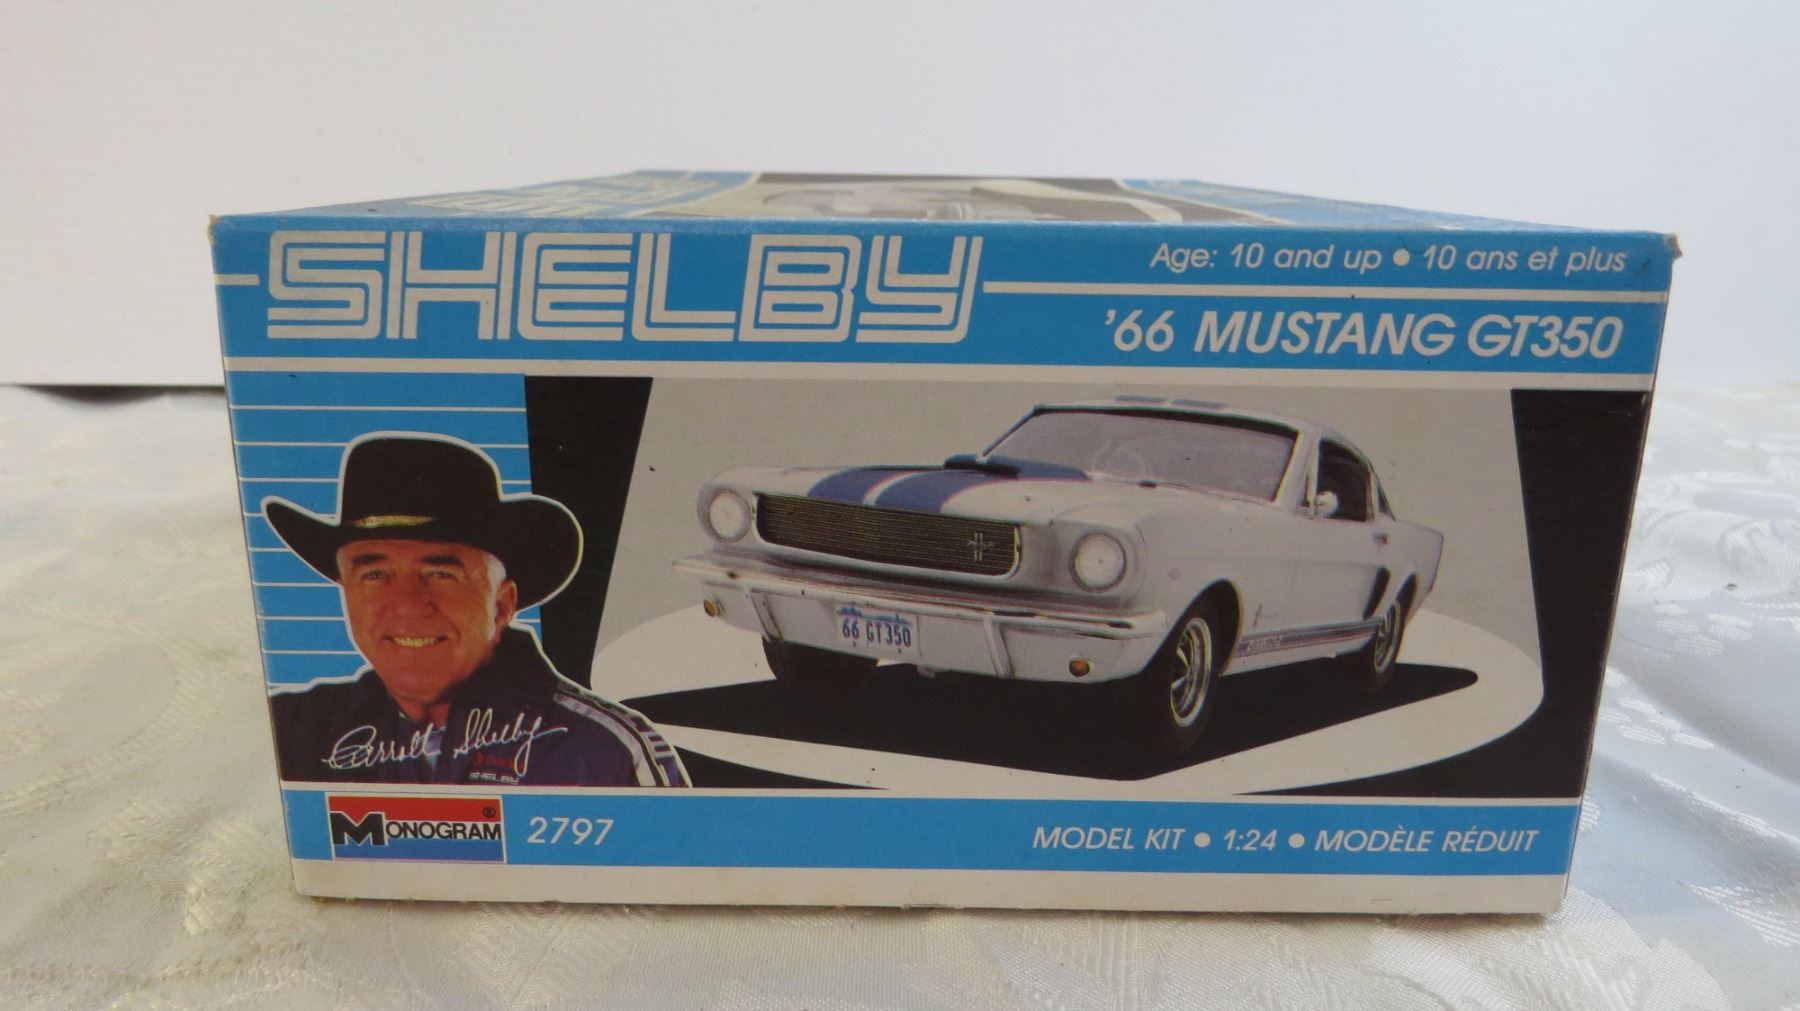 SHELBY
Age: 10 and up • 10 ans et plus
'66 MUSTANG GT350
66 GT350
Carroll Shelby
SHELBY
MONOGRAM®
2797
MODEL KIT • 1:24 • MODÈLE RÉDUIT